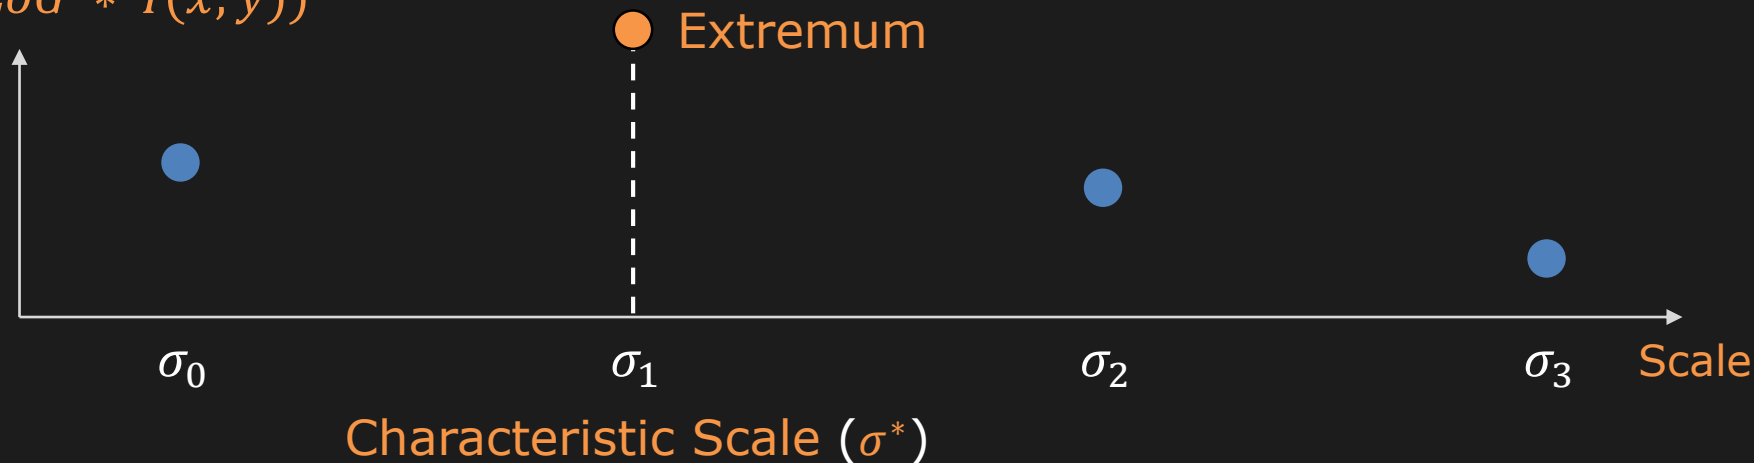 * I(x, y))
Extremum
σ₀ σ₁ σ₂ σ₃ Scale
Characteristic Scale (σ*)